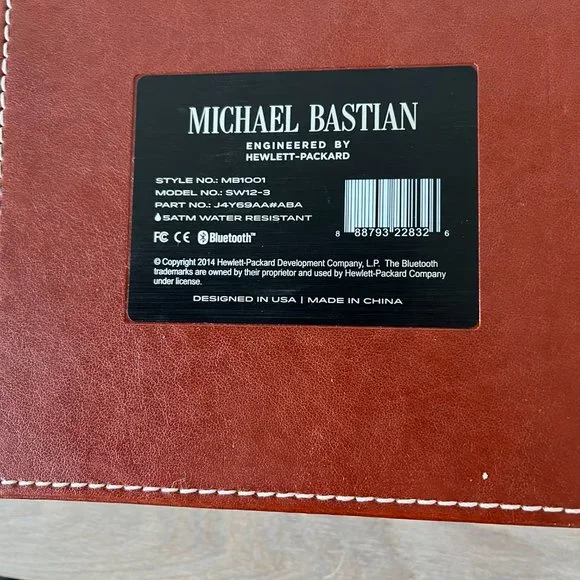 MICHAEL BASTIAN
ENGINEERED BY
HEWLETT-PACKARD
STYLE NO.: MB1001
MODEL NO.: SW12-3
PART NO.: J4Y69AA#ABA
5ATM WATER RESISTANT
8 88793 22832 6
FC CE Bluetooth™
© Copyright 2014 Hewlett-Packard Development Company, L.P. The Bluetooth
trademarks are owned by their proprietor and used by Hewlett-Packard Company
under license.
DESIGNED IN USA | MADE IN CHINA